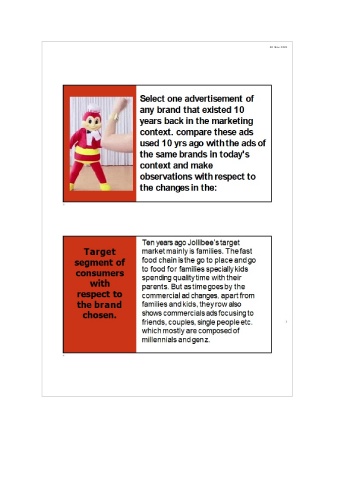 Select one advertisement of
any brand that existed 10
years back in the marketing
context. compare these ads
used 10 yrs ago with the ads of
the same brands in today's
context and make
observations with respect to
the changes in the:
Target
segment of
consumers
with
respect to
the brand
chosen.
Ten years ago Jollibee's target
market mainly is families. The fast
food chain is the go to place and go
to food for families specially kids
spending quality time with their
parents. But as time goes by the
commercial ad changes, apart from
families and kids, they row also
shows commercials ads focusing to
friends, couples, single people etc.
which mostly are composed of
millennials and gen z.